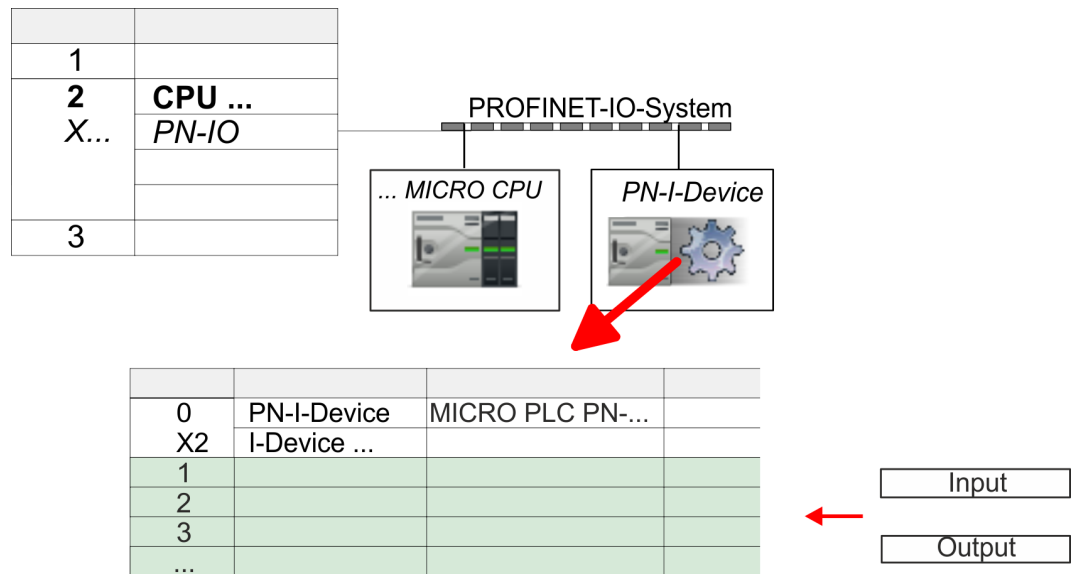 1
2 CPU ...
X... PN-IO
3
PROFINET-IO-System
... MICRO CPU
PN-I-Device
0 PN-I-Device MICRO PLC PN-...
X2 I-Device ...
1
2
3
...
Input
Output